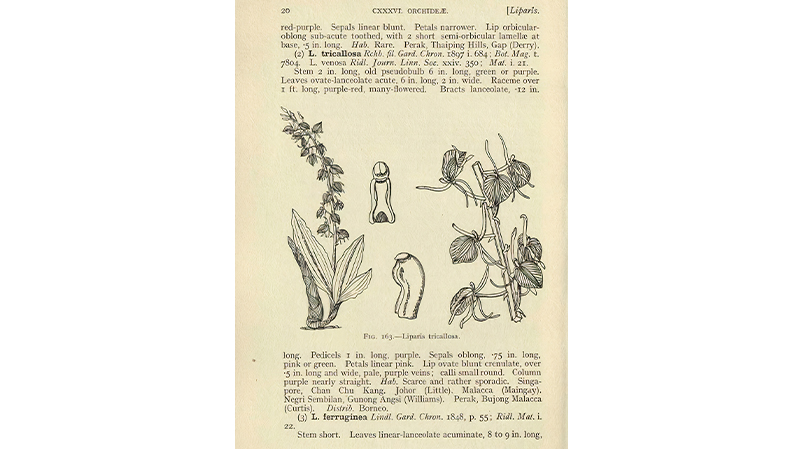 20 CXXXVI. ORCHIDEÆ. [Liparis.
red-purple. Sepals linear blunt. Petals narrower. Lip orbicular-
oblong sub-acute toothed, with 2 short semi-orbicular lamellæ at
base, ·5 in. long. Hab. Rare. Perak, Thaiping Hills, Gap (Derry).
(2) L. tricallosa Rchb. fil. Gard. Chron. 1897 i. 684; Bot. Mag. t.
7804. L. venosa Ridl. Journ. Linn. Soc. xxiv. 350; Mat. i. 21.
Stem 2 in. long, old pseudobulb 6 in. long, green or purple.
Leaves ovate-lanceolate acute, 6 in. long, 2 in. wide. Raceme over
1 ft. long, purple-red, many-flowered. Bracts lanceolate, ·12 in.
FIG. 163.—Liparis tricallosa.
long. Pedicels 1 in. long, purple. Sepals oblong, ·75 in. long,
pink or green. Petals linear pink. Lip ovate blunt crenulate, over
·5 in. long and wide, pale, purple veins; calli small round. Column
purple nearly straight. Hab. Scarce and rather sporadic. Singa-
pore, Chan Chu Kang. Johor (Little). Malacca (Maingay).
Negri Sembilan, Gunong Angsi (Williams). Perak, Bujong Malacca
(Curtis). Distrib. Borneo.
(3) L. ferruginea Lindl. Gard. Chron. 1848, p. 55; Ridl. Mat. i.
22.
Stem short. Leaves linear-lanceolate acuminate, 8 to 9 in. long,